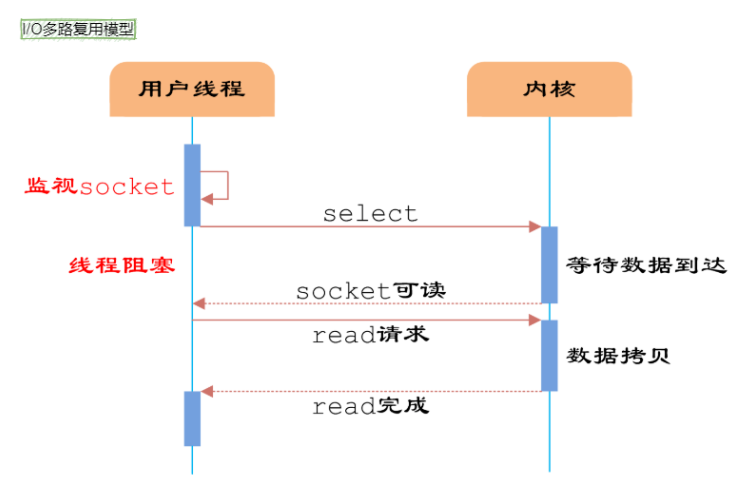 I/O多路复用模型
用户线程
内核
监视socket
select
线程阻塞
等待数据到达
socket可读
read请求
数据拷贝
read完成